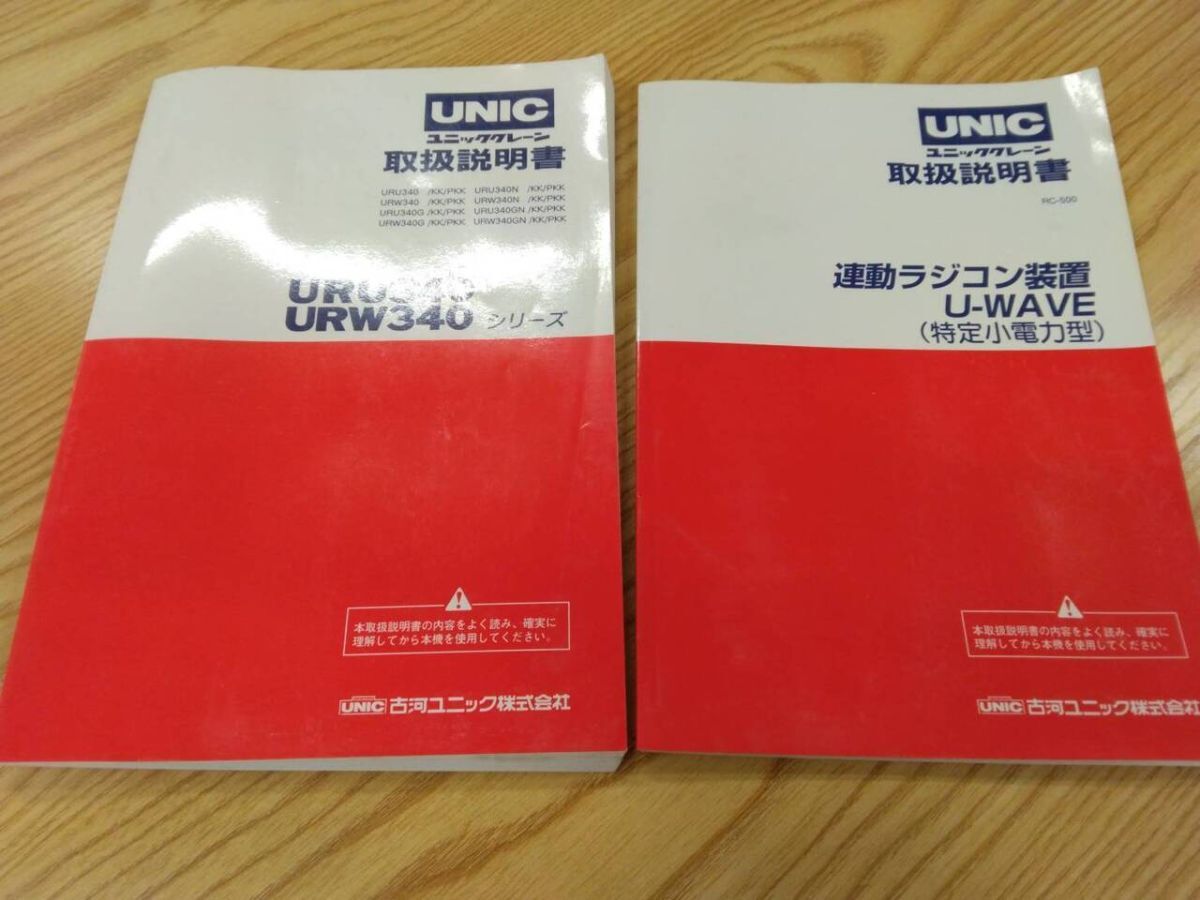 UNIC
ユニッククレーン
取扱説明書
URU340 /KK/PKK URU340N /KK/PKK
URW340 /KK/PKK URW340N /KK/PKK
URU340G /KK/PKK URU340GN /KK/PKK
URW340G /KK/PKK URW340GN /KK/PKK
URU340
URW340 シリーズ
本取扱説明書の内容をよく読み、確実に
理解してから本機を使用してください。
UNIC 古河ユニック株式会社
UNIC
ユニッククレーン
取扱説明書
RC-500
連動ラジコン装置
U-WAVE
(特定小電力型)
本取扱説明書の内容をよく読み、確実に
理解してから本機を使用してください。
UNIC 古河ユニック株式会社